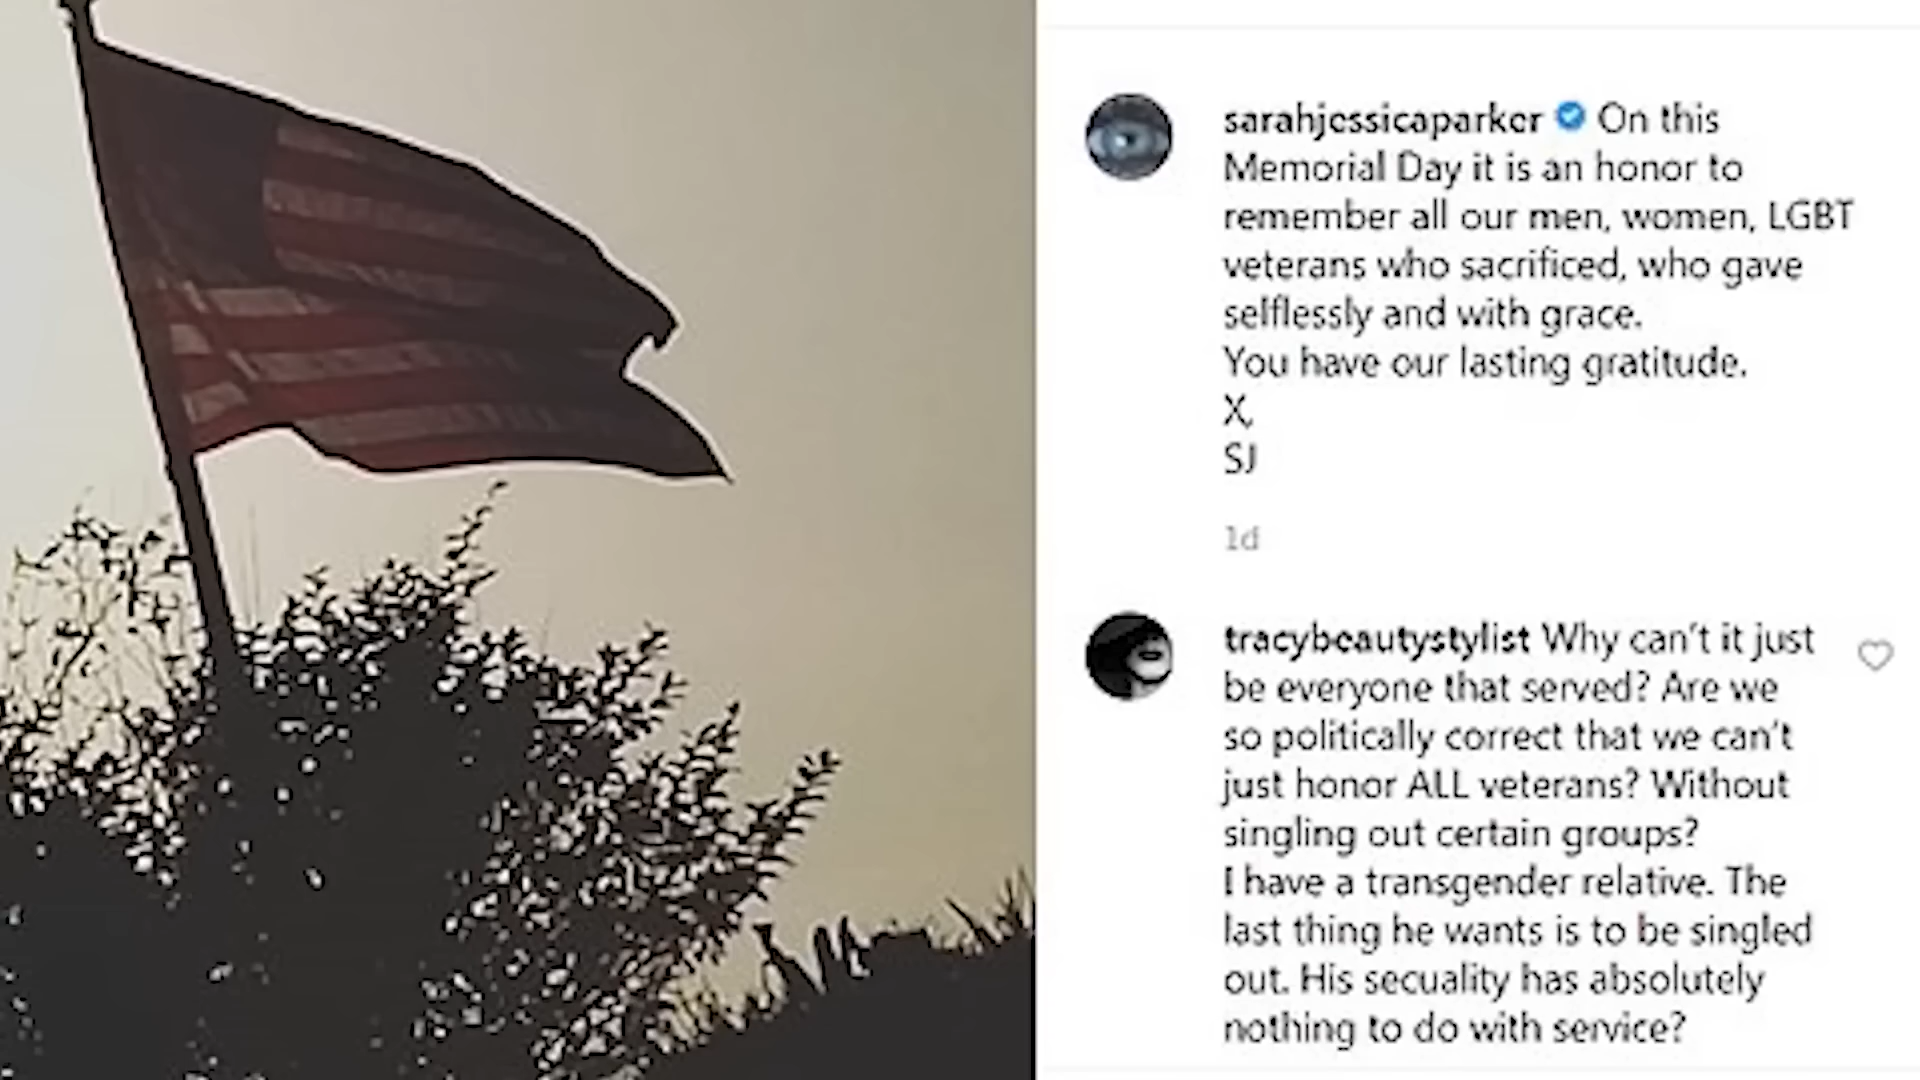 sarahjessicaparker On this
Memorial Day it is an honor to
remember all our men, women, LGBT
veterans who sacrificed, who gave
selflessly and with grace.
You have our lasting gratitude.
X,
SJ
1d
tracybeautystylist Why can't it just
be everyone that served? Are we
so politically correct that we can't
just honor ALL veterans? Without
singling out certain groups?
I have a transgender relative. The
last thing he wants is to be singled
out. His secuality has absolutely
nothing to do with service?